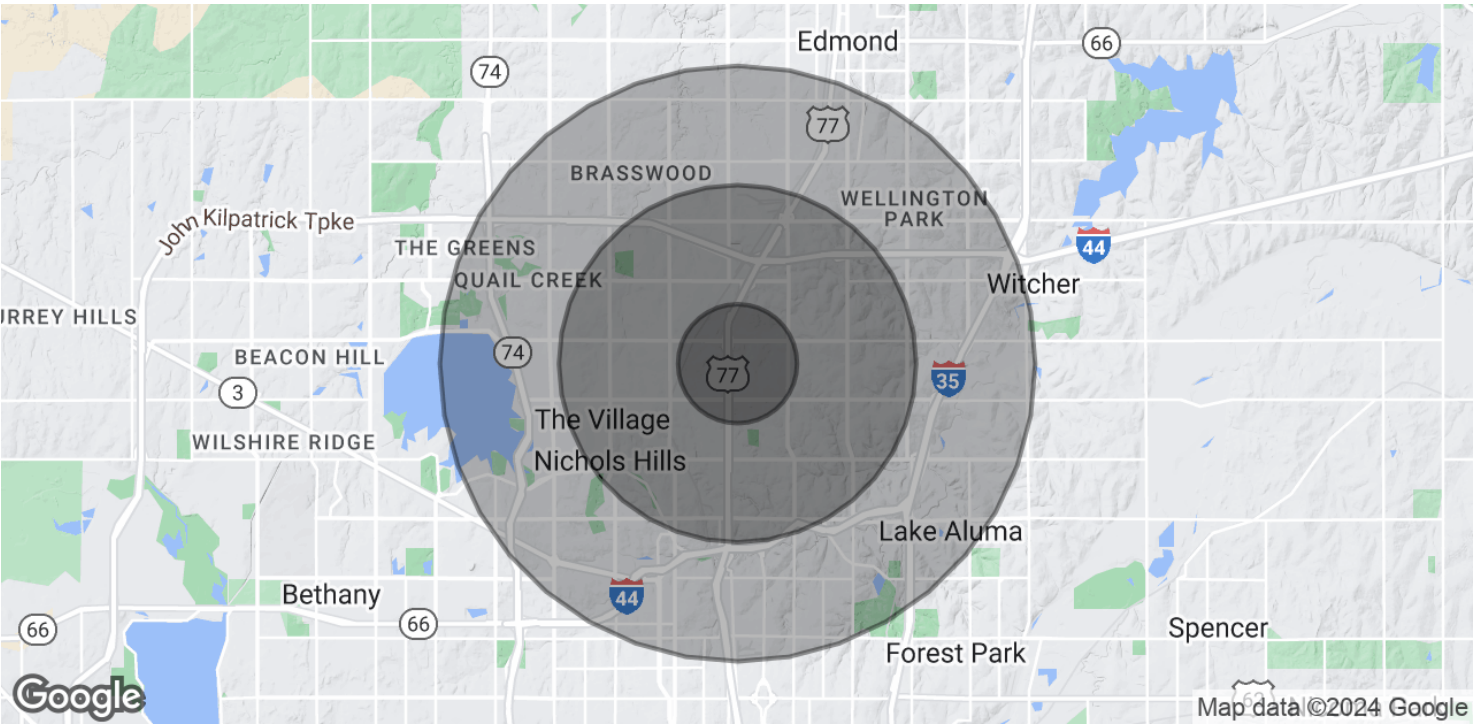 Edmond
66
74
77
BRASSWOOD
WELLINGTON
PARK
John Kilpatrick Tpke
THE GREENS
44
QUAIL CREEK
Witcher
URREY HILLS
BEACON HILL
74
77
35
3
The Village
WILSHIRE RIDGE
Nichols Hills
Lake Aluma
Bethany
44
66
66
Spencer
Forest Park
Google
62
Map data ©2024 Google